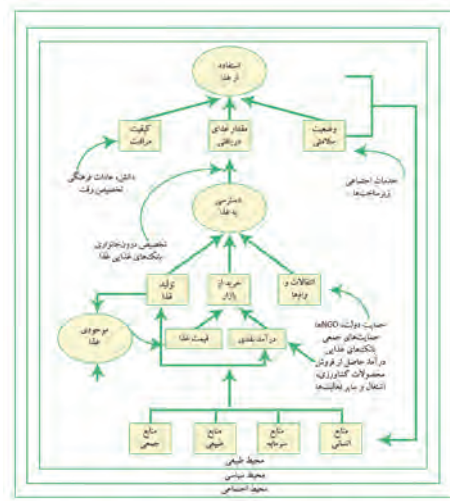 استفاده
از غذا
وضعیت
سلامتی
مقدار غذای
دریافتی
کیفیت
مراقبت
خدمات اجتماعی
زیرساخت‌ها
دانش، عادات فرهنگی
تخصیص وقت
دسترسی
به غذا
تخصیص درون‌خانواری
بانک‌های غذایی غذا
انتقالات و
وام‌ها
خرید از
بازار
تولید
غذا
موجودی
غذا
درآمد نقدی
قیمت غذا
حمایت دولت، NGOها
حمایت‌های جمعی
بانک‌های غذایی
درآمد حاصل از فروش
محصولات کشاورزی،
اشتغال و سایر فعالیت‌ها
منابع
انسانی
منابع
سرمایه
منابع
طبیعی
منابع
جمعی
محیط طبیعی
محیط سیاسی
محیط اجتماعی